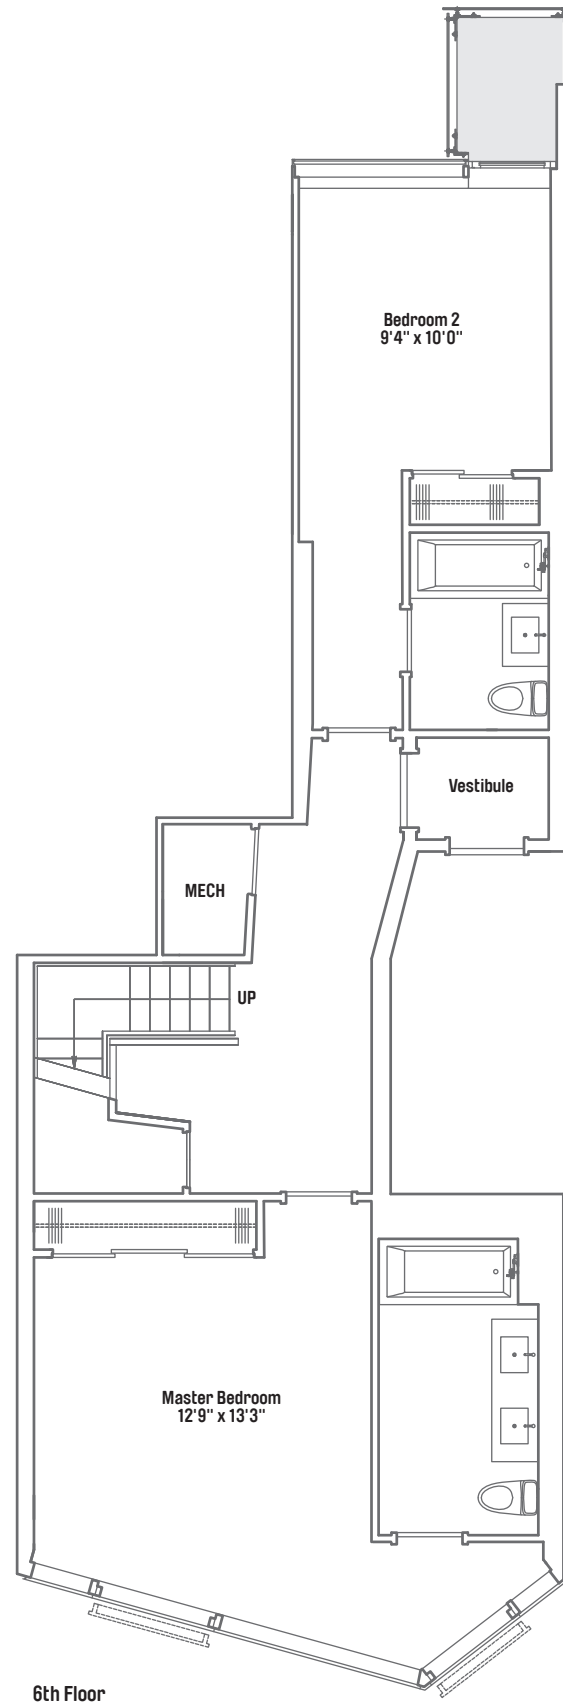 Bedroom 2
9'4" x 10'0"
Vestibule
MECH
UP
Master Bedroom
12'9" x 13'3"
6th Floor